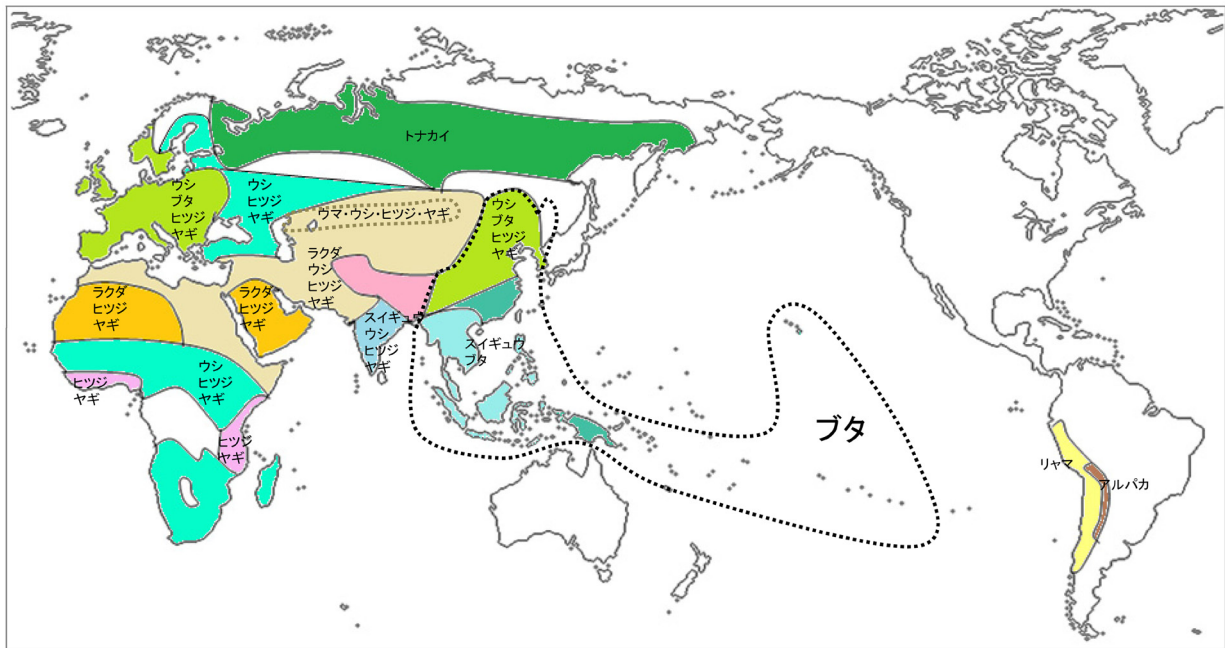 トナカイ
ウシ
ブタ
ヒツジ
ヤギ
ウシ
ヒツジ
ヤギ
ウマ・ウシ・ヒツジ・ヤギ
ウシ
ブタ
ヒツジ
ヤギ
ラクダ
ウシ
ヒツジ
ヤギ
ラクダ
ヒツジ
ヤギ
ラクダ
ヒツジ
ヤギ
スイギュウ
ウシ
ヒツジ
ヤギ
スイギュウ
ブタ
ウシ
ヒツジ
ヤギ
ヒツジ
ヤギ
ヒツジ
ヤギ
ブタ
リャマ
アルパカ